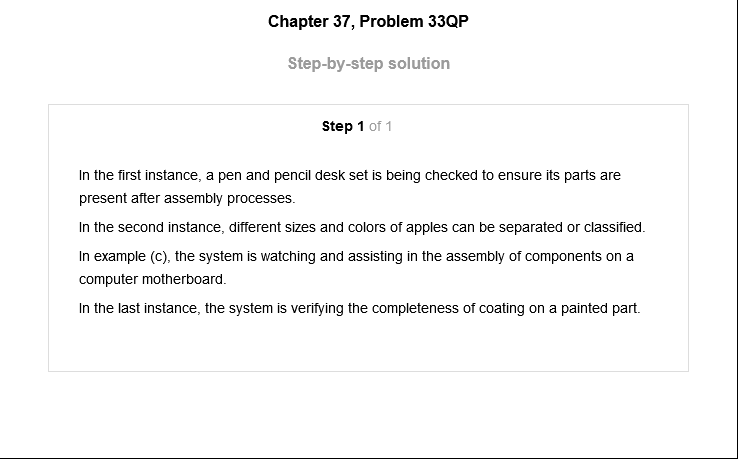 Chapter 37, Problem 33QP
Step-by-step solution
Step 1 of 1
In the first instance, a pen and pencil desk set is being checked to ensure its parts are
present after assembly processes.
In the second instance, different sizes and colors of apples can be separated or classified.
In example (c), the system is watching and assisting in the assembly of components on a
computer motherboard.
In the last instance, the system is verifying the completeness of coating on a painted part.